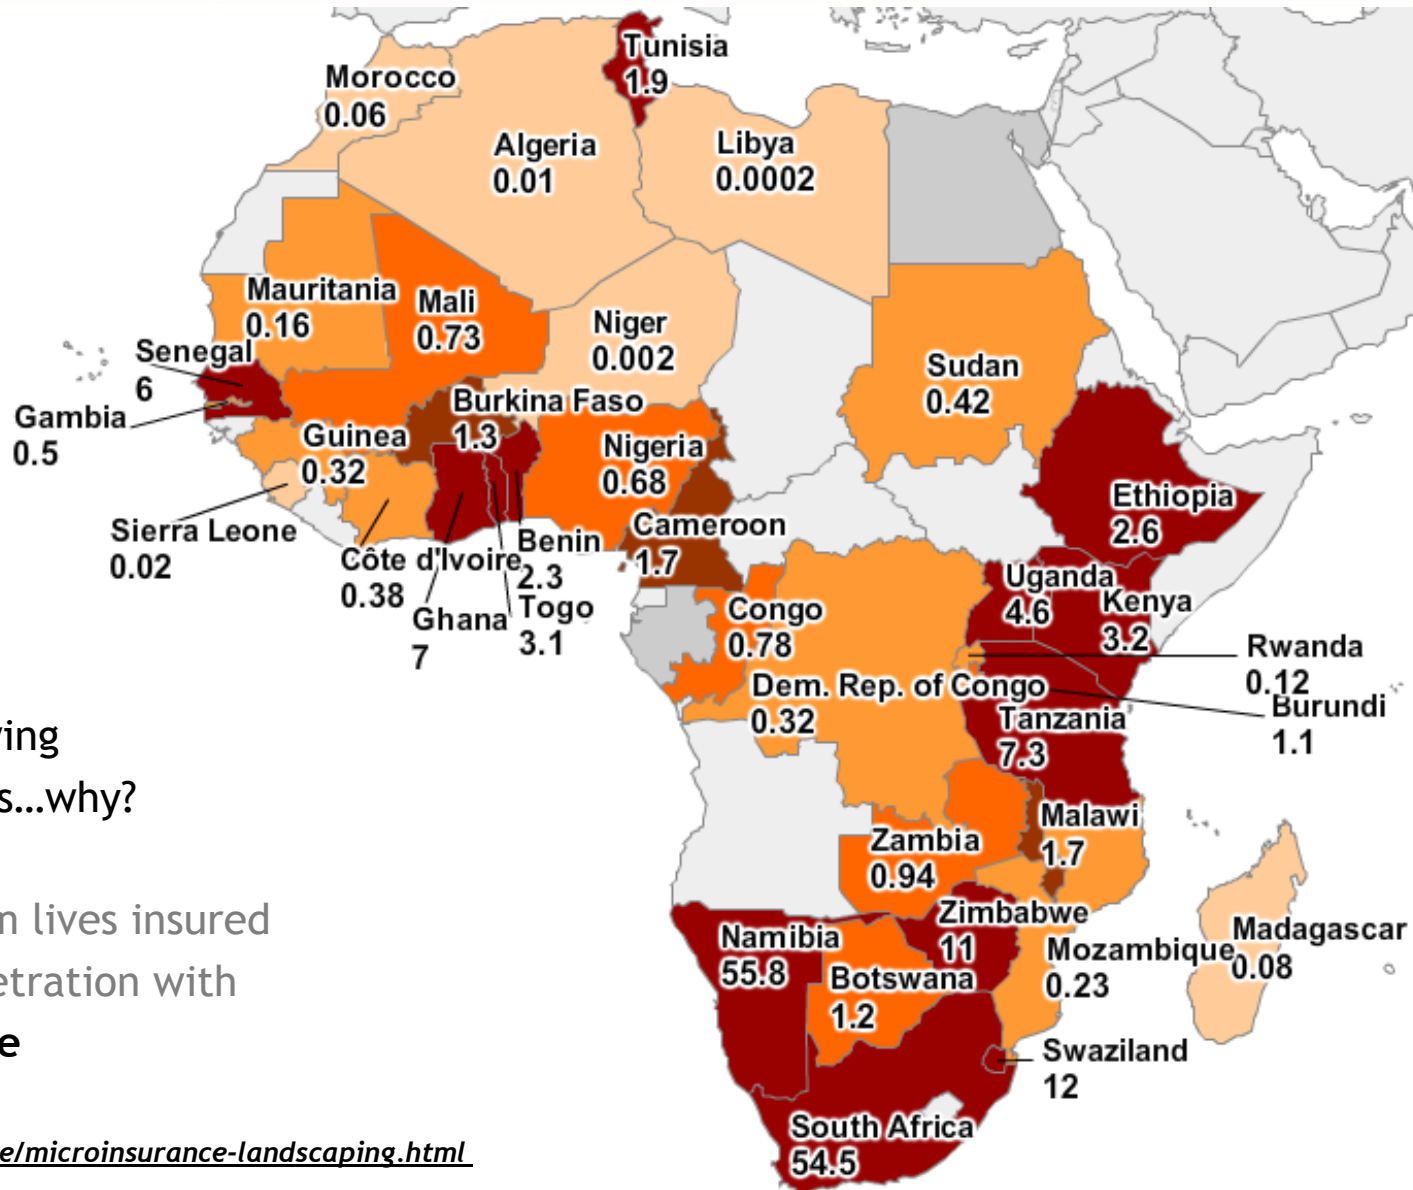 Tunisia
1.9
Morocco
0.06
Algeria
0.01
Libya
0.0002
Mauritania
0.16
Mali
0.73
Niger
0.002
Senegal
6
Sudan
0.42
Gambia
0.5
Burkina Faso
1.3
Guinea
0.32
Nigeria
0.68
Ethiopia
2.6
Sierra Leone
0.02
Cameroon
1.7
Côte d'Ivoire
0.38
Benin
2.3
Uganda
4.6
Kenya
3.2
Ghana
7
Togo
3.1
Congo
0.78
Rwanda
0.12
Dem. Rep. of Congo
0.32
Burundi
1.1
Tanzania
7.3
s…why?
Malawi
1.7
Zambia
0.94
lives insured
Zimbabwe
11
Namibia
55.8
Madagascar
0.08
Mozambique
0.23
Botswana
1.2
with
Swaziland
12
South Africa
54.5
e/microinsurance-landscaping.html